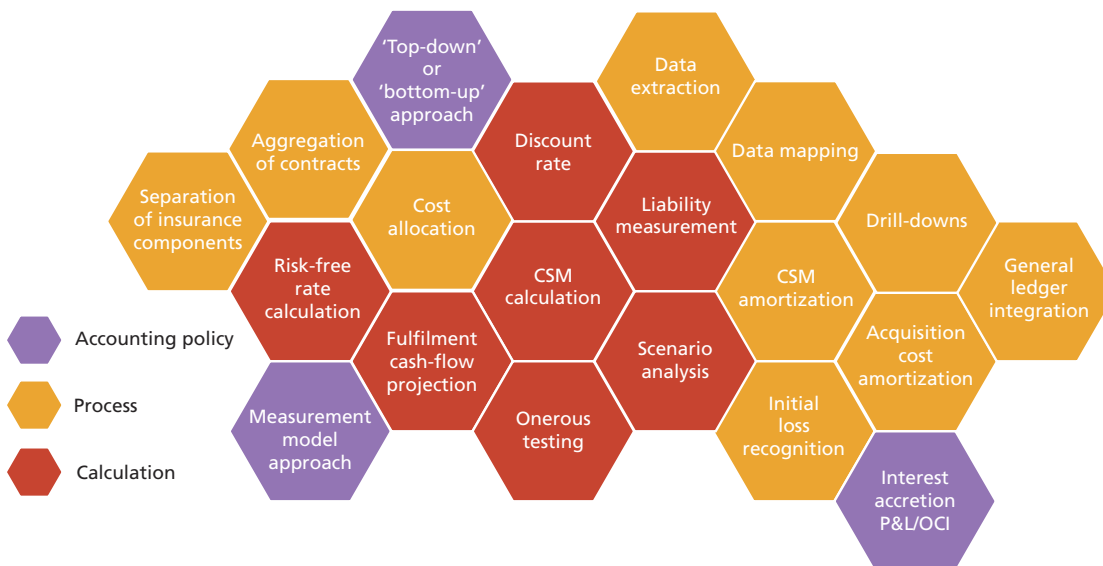 'Top-down'
or
'bottom-up'
approach
Data
extraction
Aggregation
of contracts
Discount
rate
Data mapping
Separation
of insurance
components
Cost
allocation
Liability
measurement
Drill-downs
Risk-free
rate
calculation
CSM
calculation
CSM
amortization
General
ledger
integration
Accounting policy
Fulfilment
cash-flow
projection
Scenario
analysis
Acquisition
cost
amortization
Process
Measurement
model
approach
Onerous
testing
Initial
loss
recognition
Calculation
Interest
accretion
P&L/OCI